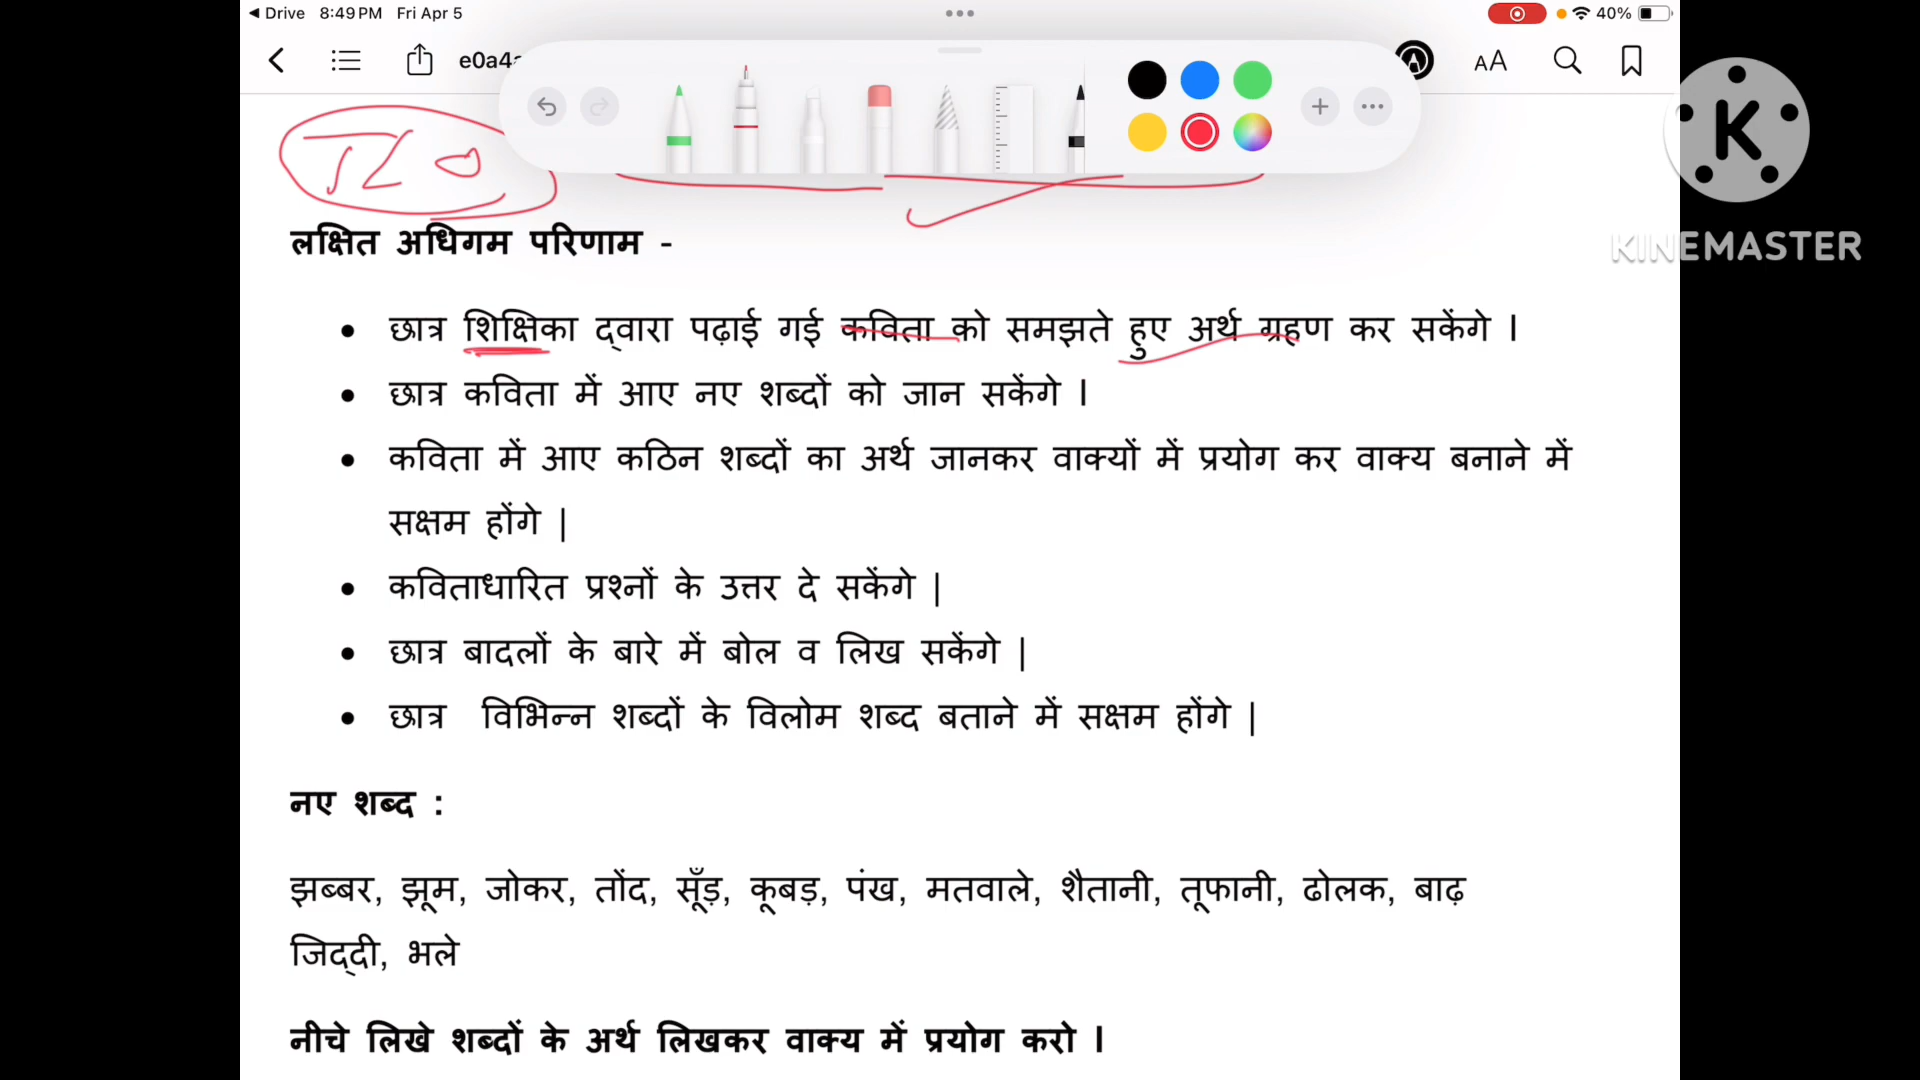 Drive 8:49 PM Fri Apr 5
40%
e0a4a
AA
TLO
KINEMASTER
लक्षित अधिगम परिणाम -
• छात्र शिक्षिका द्वारा पढ़ाई गई कविता को समझते हुए अर्थ ग्रहण कर सकेंगे l
• छात्र कविता में आए नए शब्दों को जान सकेंगे l
• कविता में आए कठिन शब्दों का अर्थ जानकर वाक्यों में प्रयोग कर वाक्य बनाने में
सक्षम होंगे |
• कविताधारित प्रश्नों के उत्तर दे सकेंगे |
• छात्र बादलों के बारे में बोल व लिख सकेंगे |
• छात्र विभिन्न शब्दों के विलोम शब्द बताने में सक्षम होंगे |
नए शब्द :
झब्बर, झूम, जोकर, तोंद, सूँड़, कूबड़, पंख, मतवाले, शैतानी, तूफानी, ढोलक, बाढ़
जिद्दी, भले
नीचे लिखे शब्दों के अर्थ लिखकर वाक्य में प्रयोग करो l